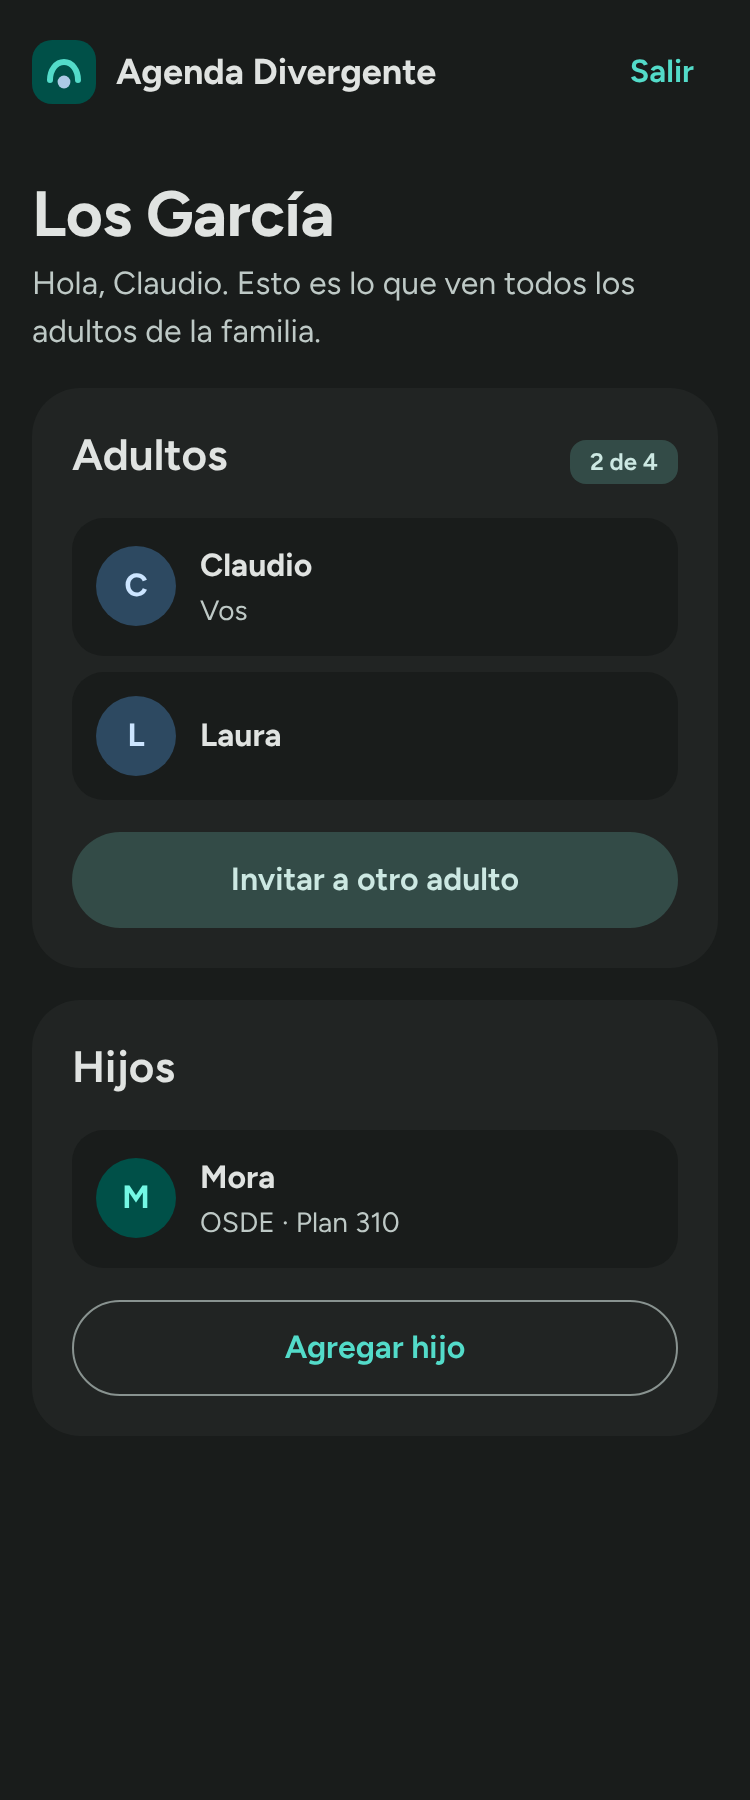 Agenda Divergente
Salir
Los García
Hola, Claudio. Esto es lo que ven todos los
adultos de la familia.
Adultos
2 de 4
C
Claudio
Vos
L
Laura
Invitar a otro adulto
Hijos
M
Mora
OSDE · Plan 310
Agregar hijo